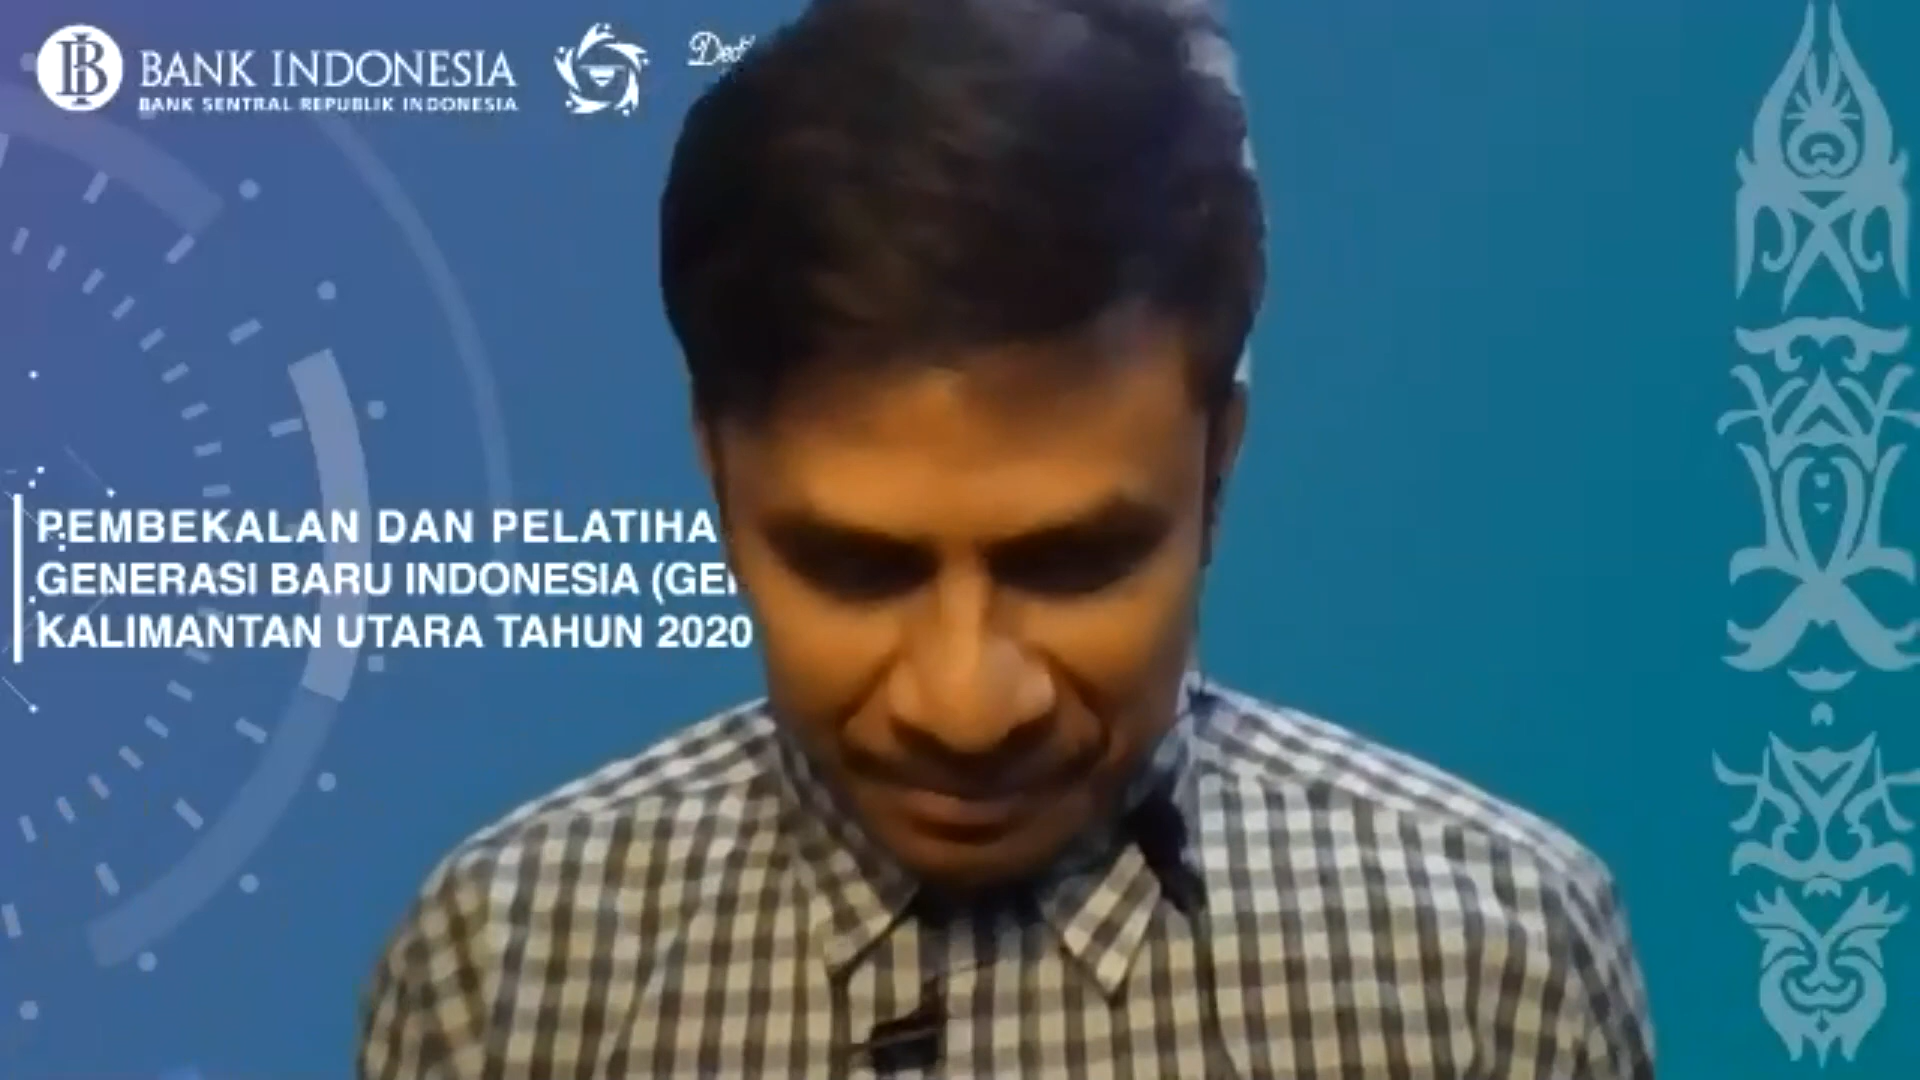 BANK INDONESIA
BANK SENTRAL REPUBLIK INDONESIA
PEMBEKALAN DAN PELATIHA
GENERASI BARU INDONESIA (GE
KALIMANTAN UTARA TAHUN 2020